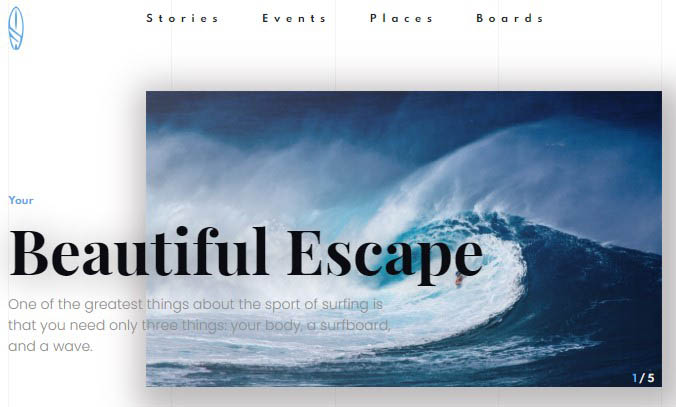 Stories Events Places Boards
Your
Beautiful Escape
One of the greatest things about the sport of surfing is
that you need only three things: your body, a surfboard,
and a wave.
1/5